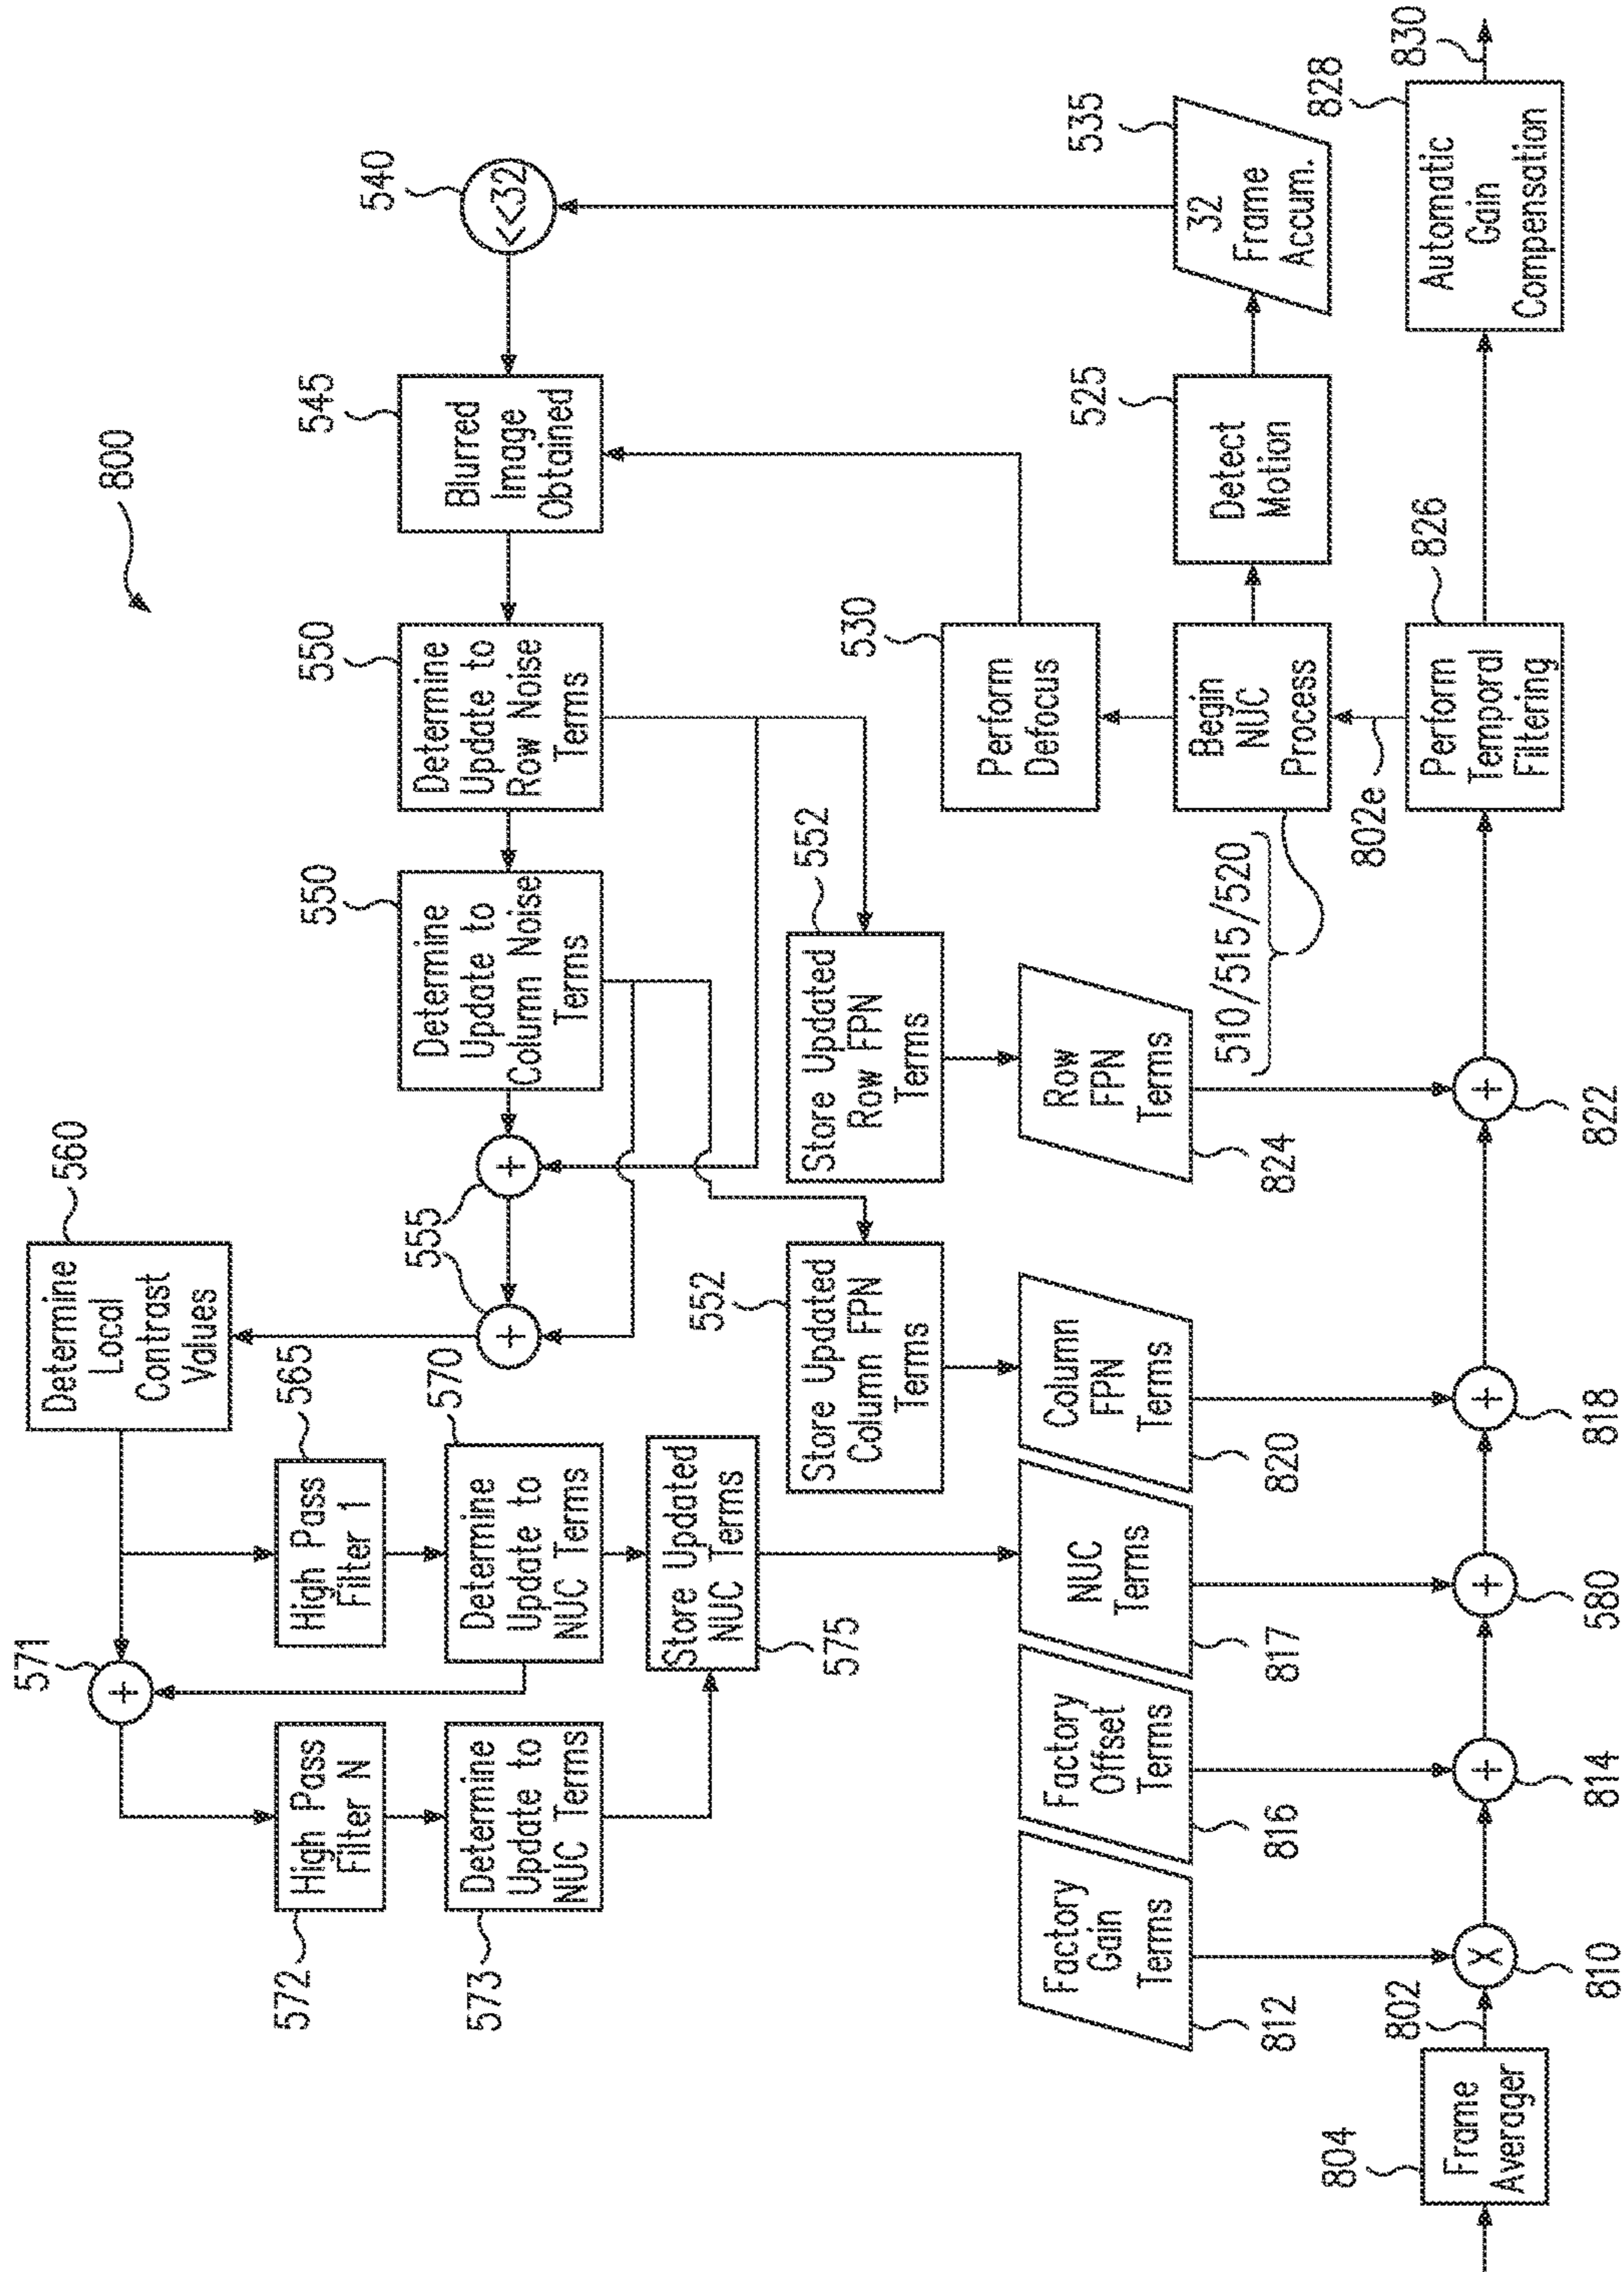 800
560
Determine
Local
Contrast
Values
571
565
High Pass
Filter 1
572
High Pass
Filter N
570
Determine
Update to
NUC Terms
573
Determine
Update to
NUC Terms
Store Updated
NUC Terms
575
555
550
Determine
Update to
Column Noise
Terms
550
Determine
Update to
Row Noise
Terms
545
Blurred
Image
Obtained
540
<<32
552
Store Updated
Column FPN
Terms
552
Store Updated
Row FPN
Terms
530
Perform
Defocus
510/515/520
Begin
NUC
Process
525
Detect
Motion
535
32
Frame
Accum.
Factory
Gain
Terms
812
Factory
Offset
Terms
816
NUC
Terms
817
Column
FPN
Terms
820
Row
FPN
Terms
824
802e
804
Frame
Averager
802
X
810
+
814
+
580
+
818
+
822
826
Perform
Temporal
Filtering
828
Automatic
Gain
Compensation
830
+
+
+